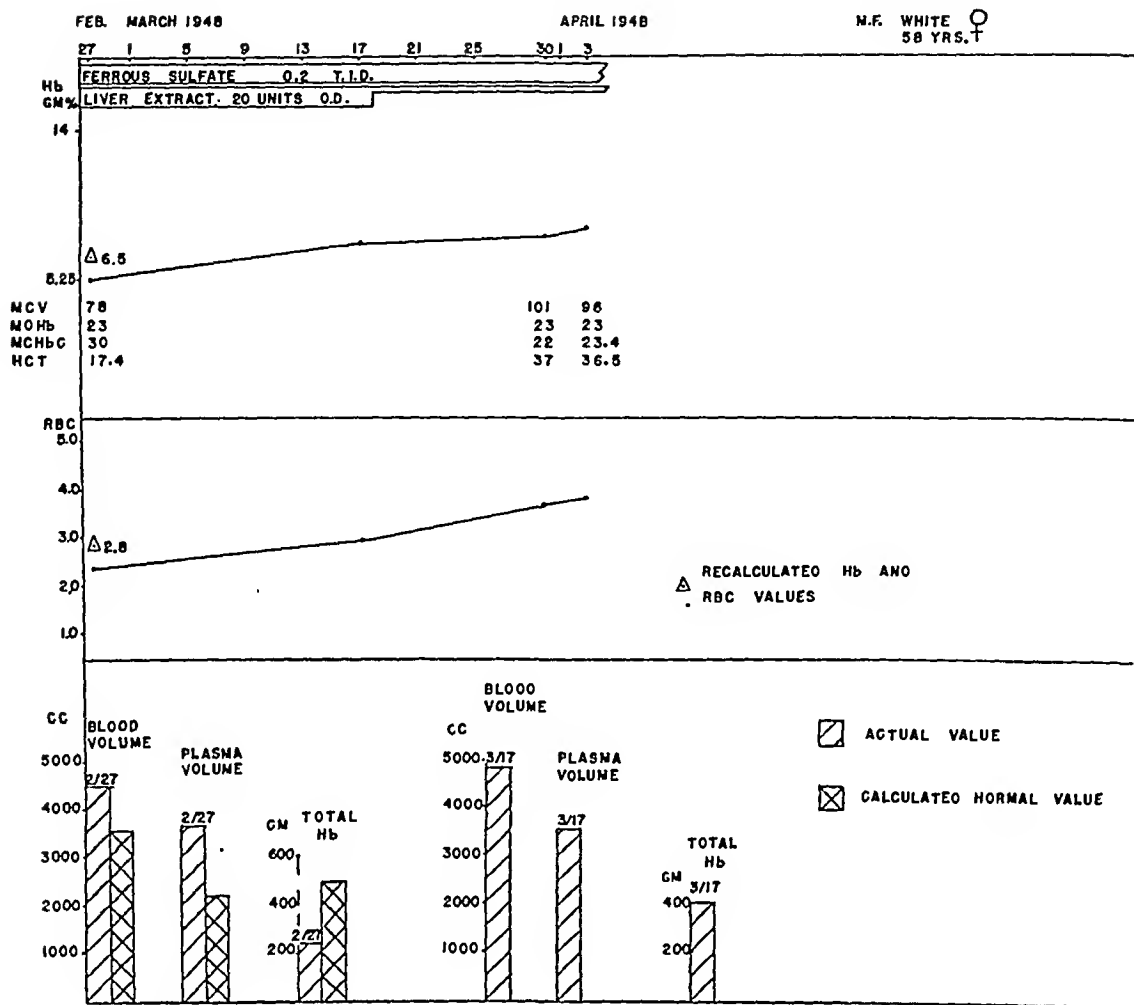 FEB. MARCH 1948 APRIL 1948 N.F. WHITE ♀
58 YRS.
27 1 5 9 13 17 21 25 30 1 3
FERROUS SULFATE 0.2 T.I.D.
Hb
GM% LIVER EXTRACT. 20 UNITS O.D.
14
△ 6.5
5.25
MCV 78 101 96
MOHb 23 23 23
MCHbC 30 22 23.4
HCT 17.4 37 36.5
RBC
5.0
4.0
3.0
△ 2.8
2.0
1.0
△ RECALCULATED Hb AND
. RBC VALUES
CC BLOOD
VOLUME
PLASMA
VOLUME
5000
4000
3000
2000
1000
2/27
2/27
GM TOTAL
Hb
600
400
200
2/27
BLOOD
VOLUME
CC
PLASMA
VOLUME
5000
4000
3000
2000
1000
3/17
3/17
TOTAL
Hb
GM 3/17
400
200
ACTUAL VALUE
CALCULATED HORMAL VALUE